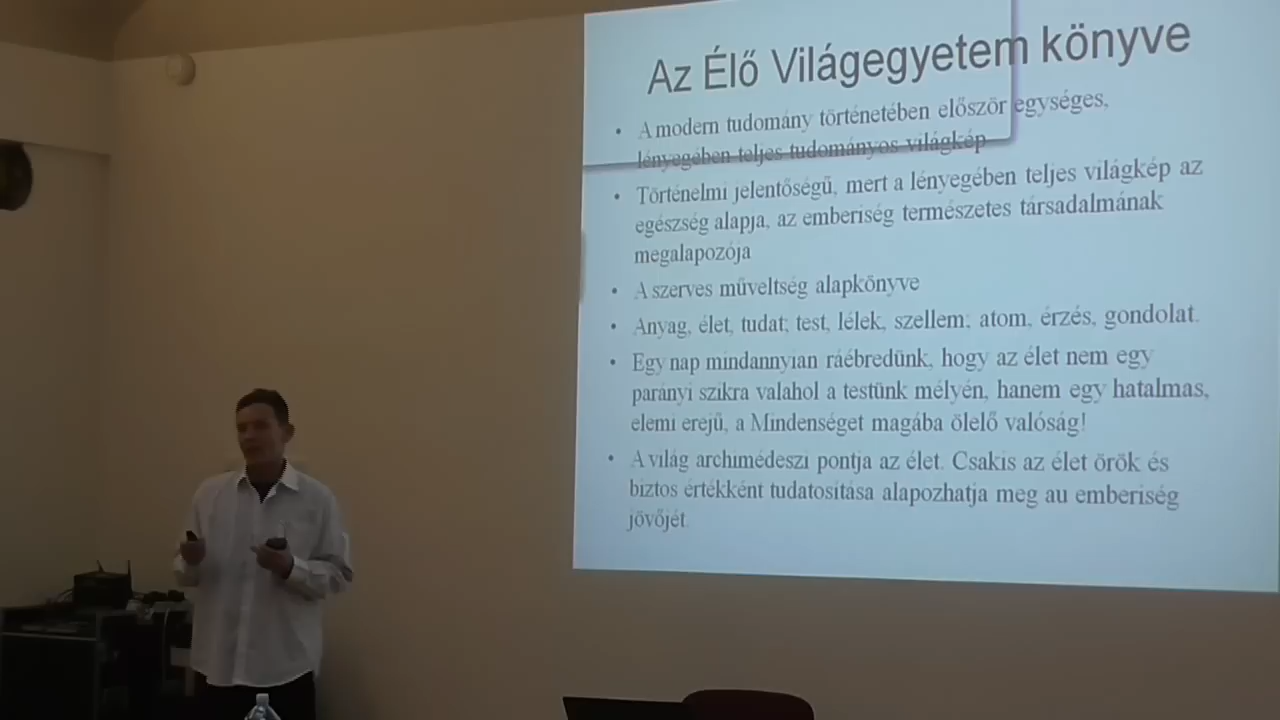 Az Élő Világegyetem könyve
• A modern tudomány történetében először egységes,
lényegében teljes tudományos világkép
• Történelmi jelentőségű, mert a lényegében teljes világkép az
egészség alapja, az emberiség természetes társadalmának
megalapozója
• A szerves műveltség alapkönyve
• Anyag, élet, tudat; test, lélek, szellem; atom, érzés, gondolat.
• Egy nap mindannyian ráébredünk, hogy az élet nem egy
parányi szikra valahol a testünk mélyén, hanem egy hatalmas,
elemi erejű, a Mindenséget magába ölelő valóság!
• A világ archimédeszi pontja az élet. Csakis az élet örök és
biztos értékként tudatosítása alapozhatja meg au emberiség
jövőjét.